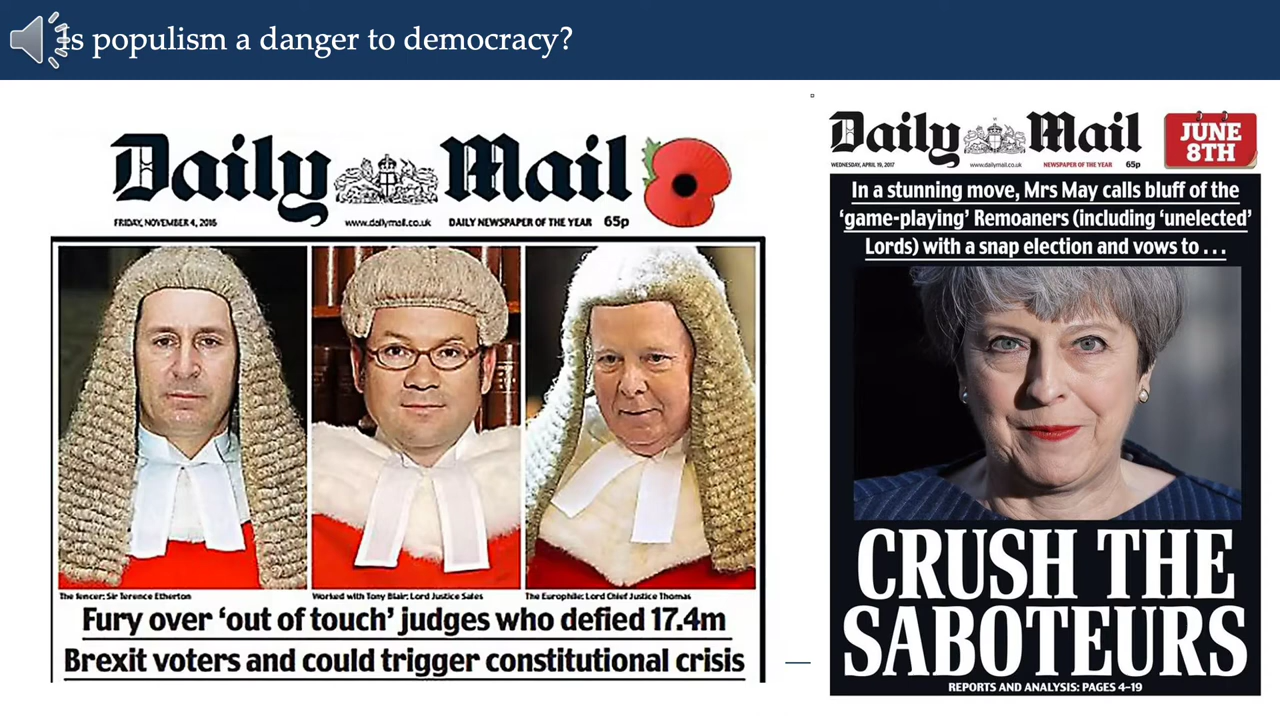 Is populism a danger to democracy?
Daily Mail
FRIDAY, NOVEMBER 4, 2016 www.dailymail.co.uk DAILY NEWSPAPER OF THE YEAR 65p
The fencer: Sir Terence Etherton Worked with Tony Blair: Lord Justice Sales The Europhile: Lord Chief Justice Thomas
Fury over ‘out of touch’ judges who defied 17.4m
Brexit voters and could trigger constitutional crisis
Daily Mail
JUNE
8TH
WEDNESDAY, APRIL 19, 2017 www.dailymail.co.uk NEWSPAPER OF THE YEAR 65p
In a stunning move, Mrs May calls bluff of the
‘game-playing’ Remoaners (including ‘unelected’
Lords) with a snap election and vows to . . .
CRUSH THE
SABOTEURS
REPORTS AND ANALYSIS: PAGES 4–19